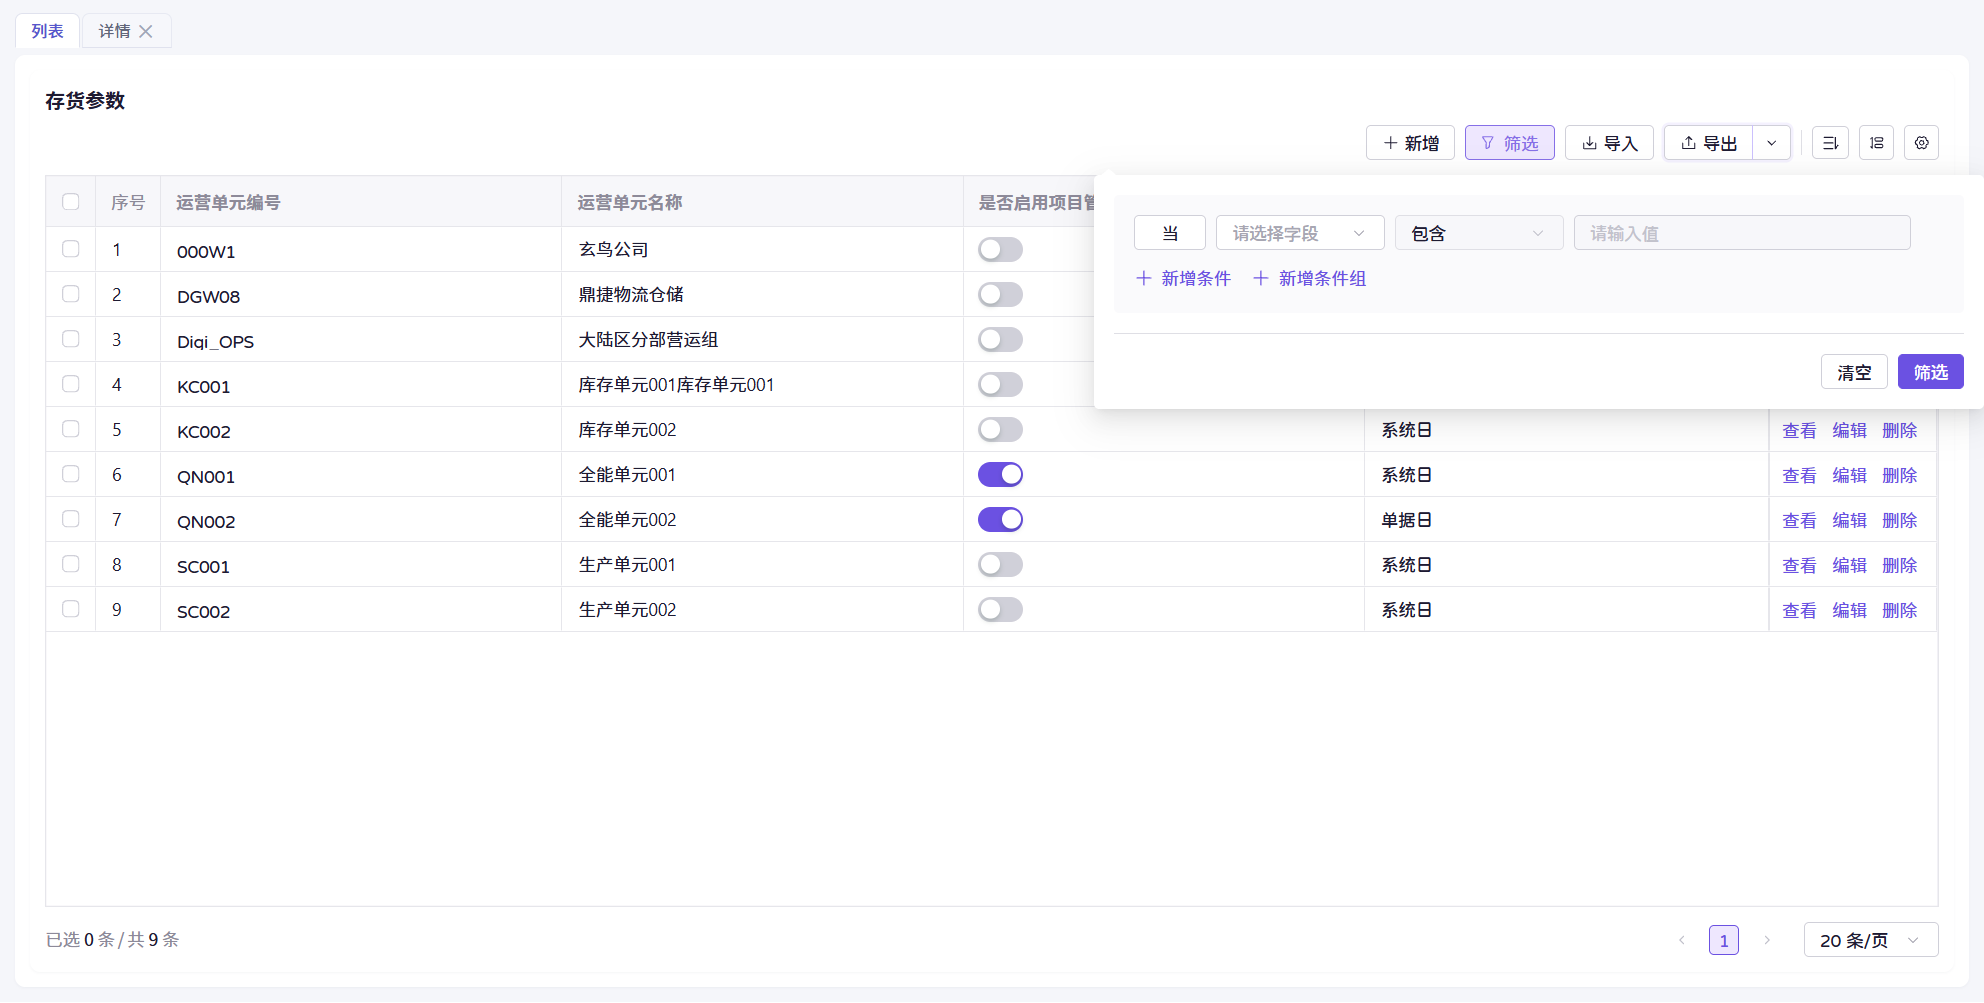 列表 详情
存货参数
新增 筛选 导入 导出
序号 运营单元编号 运营单元名称 是否启用项目管
当 请选择字段 包含 请输入值
新增条件 新增条件组
清空 筛选
1 000W1 玄鸟公司
2 DGW08 鼎捷物流仓储
3 Digi_OPS 大陆区分部营运组
4 KC001 库存单元001库存单元001
5 KC002 库存单元002 系统日 查看 编辑 删除
6 QN001 全能单元001 系统日 查看 编辑 删除
7 QN002 全能单元002 单据日 查看 编辑 删除
8 SC001 生产单元001 系统日 查看 编辑 删除
9 SC002 生产单元002 系统日 查看 编辑 删除
已选 0 条 / 共 9 条 1 20 条/页